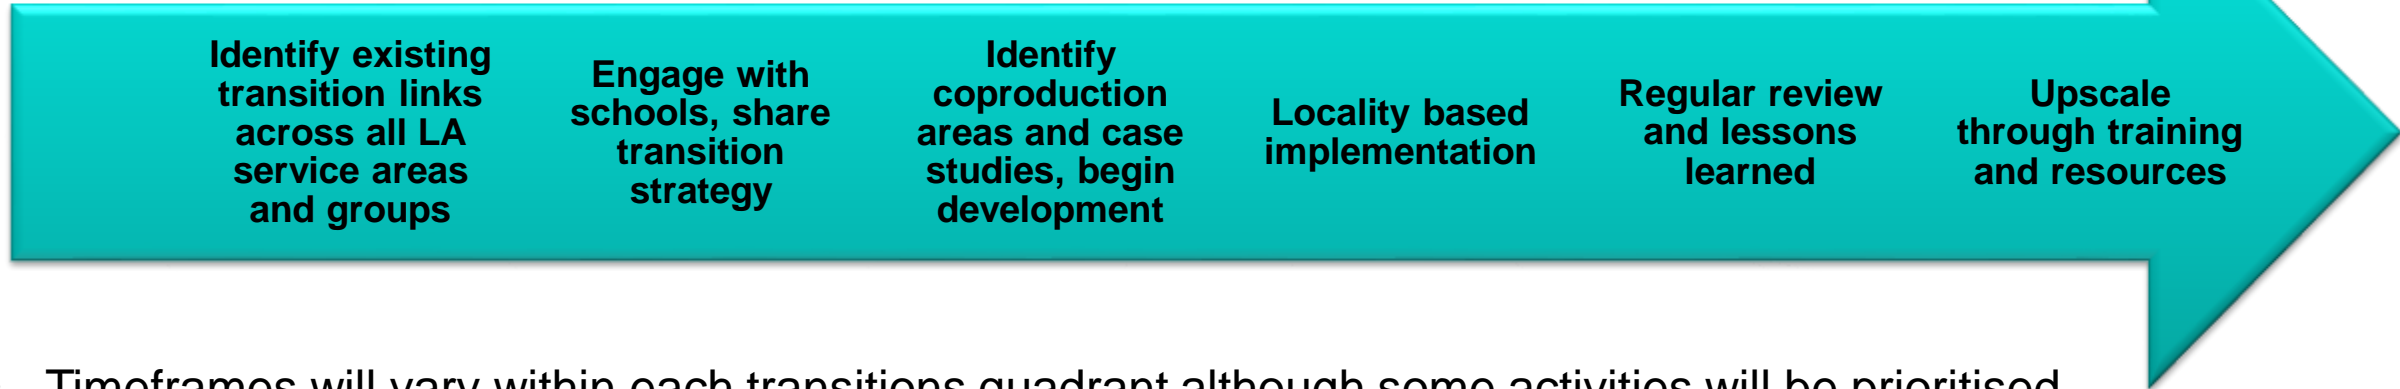 Identify existing
transition links
across all LA
service areas
and groups
Engage with
schools, share
transition
strategy
Identify
coproduction
areas and case
studies, begin
development
Locality based
implementation
Regular review
and lessons
learned
Upscale
through training
and resources
Timeframes will vary within each transitions quadrant although some activities will be prioritised